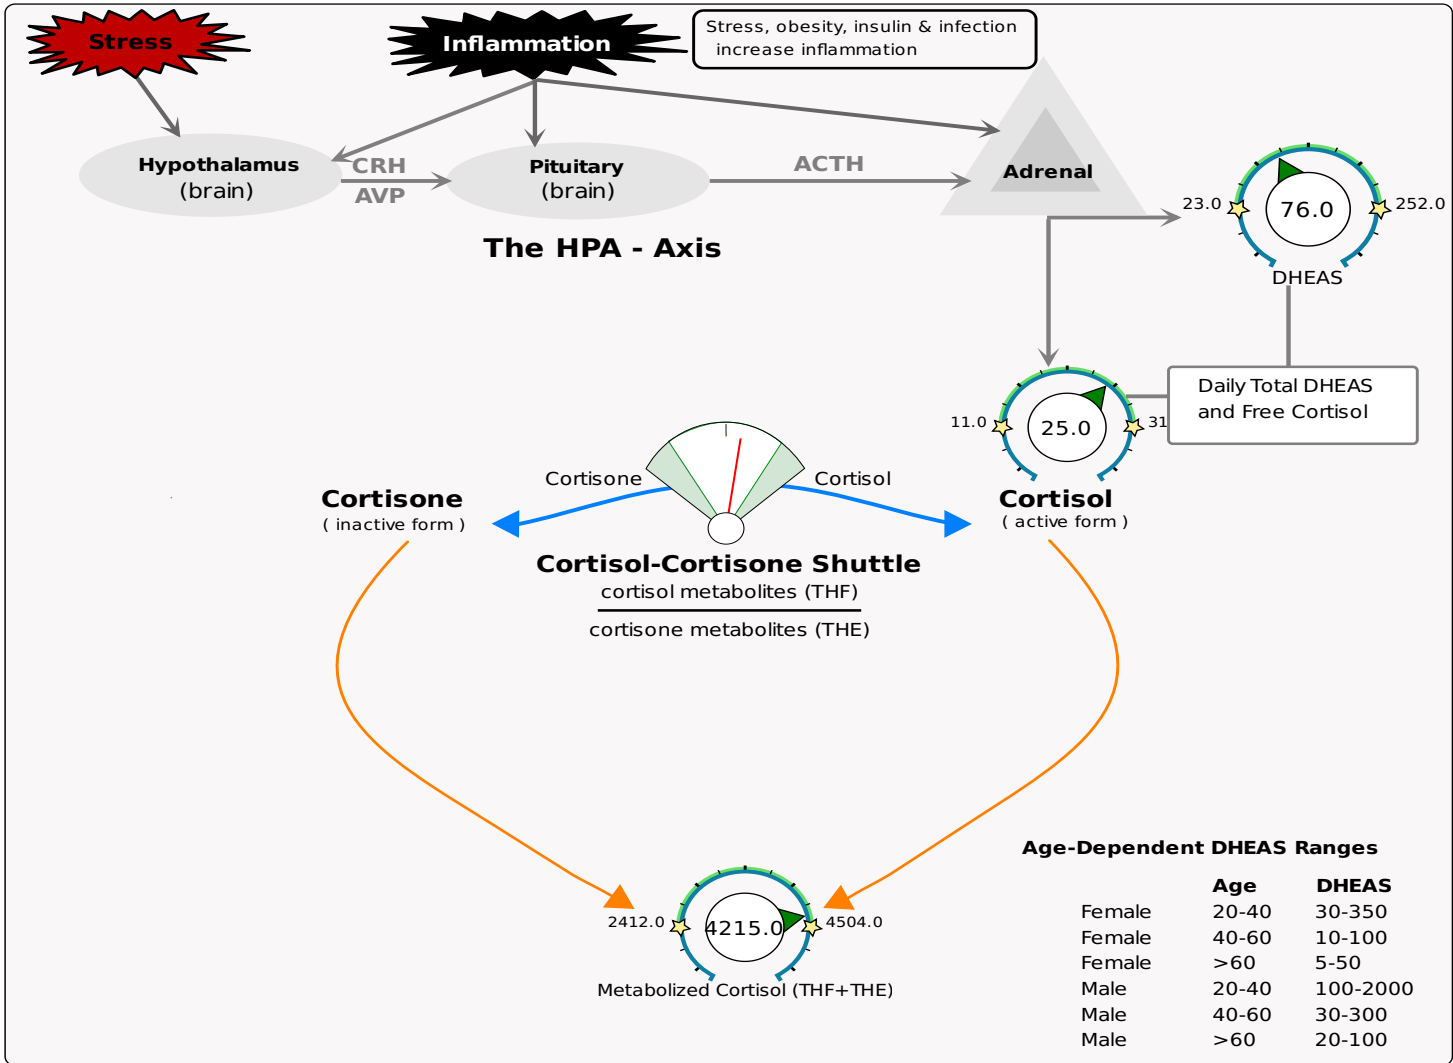 Stress
Inflammation
Stress, obesity, insulin & infection
increase inflammation
Hypothalamus
(brain)
CRH
AVP
Pituitary
(brain)
ACTH
Adrenal
The HPA - Axis
23.0
76.0
252.0
DHEAS
Daily Total DHEAS
and Free Cortisol
11.0
25.0
31
Cortisone
Cortisol
Cortisone
( inactive form )
Cortisol
( active form )
Cortisol-Cortisone Shuttle
cortisol metabolites (THF)
cortisone metabolites (THE)
2412.0
4215.0
4504.0
Metabolized Cortisol (THF+THE)
Age-Dependent DHEAS Ranges
Age DHEAS
Female 20-40 30-350
Female 40-60 10-100
Female >60 5-50
Male 20-40 100-2000
Male 40-60 30-300
Male >60 20-100